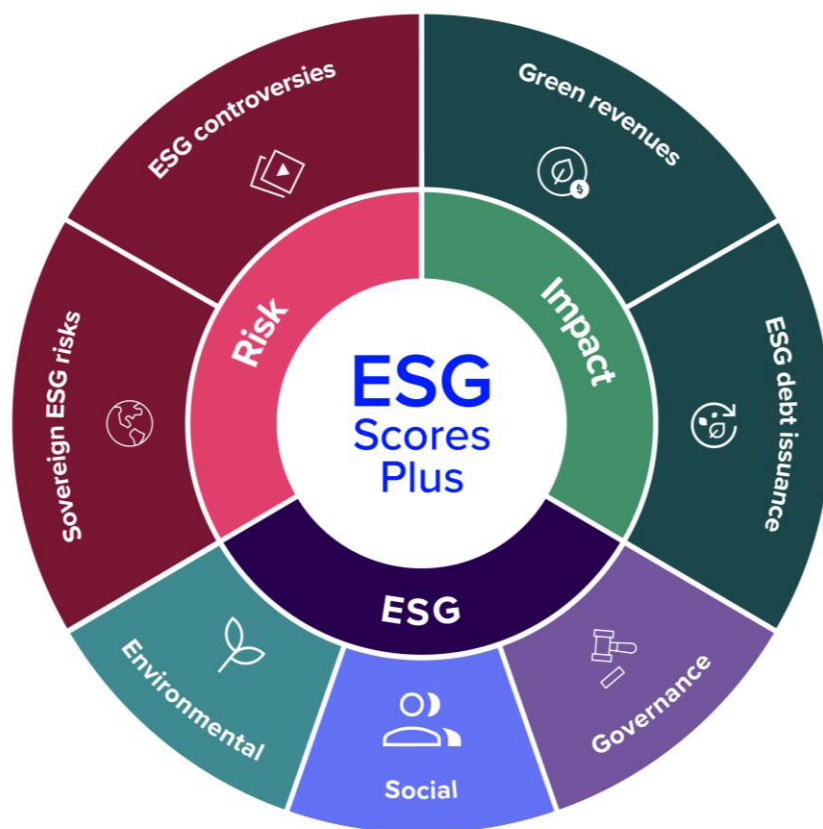 ESG controversies
Green revenues
Sovereign ESG risks
Risk
Impact
ESG debt issuance
ESG
Scores
Plus
ESG
Environmental
Social
Governance
$